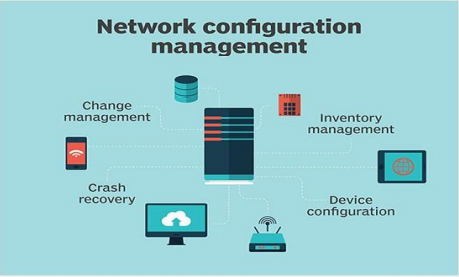 Network configuration
management
Change
management
Inventory
management
Crash
recovery
Device
configuration